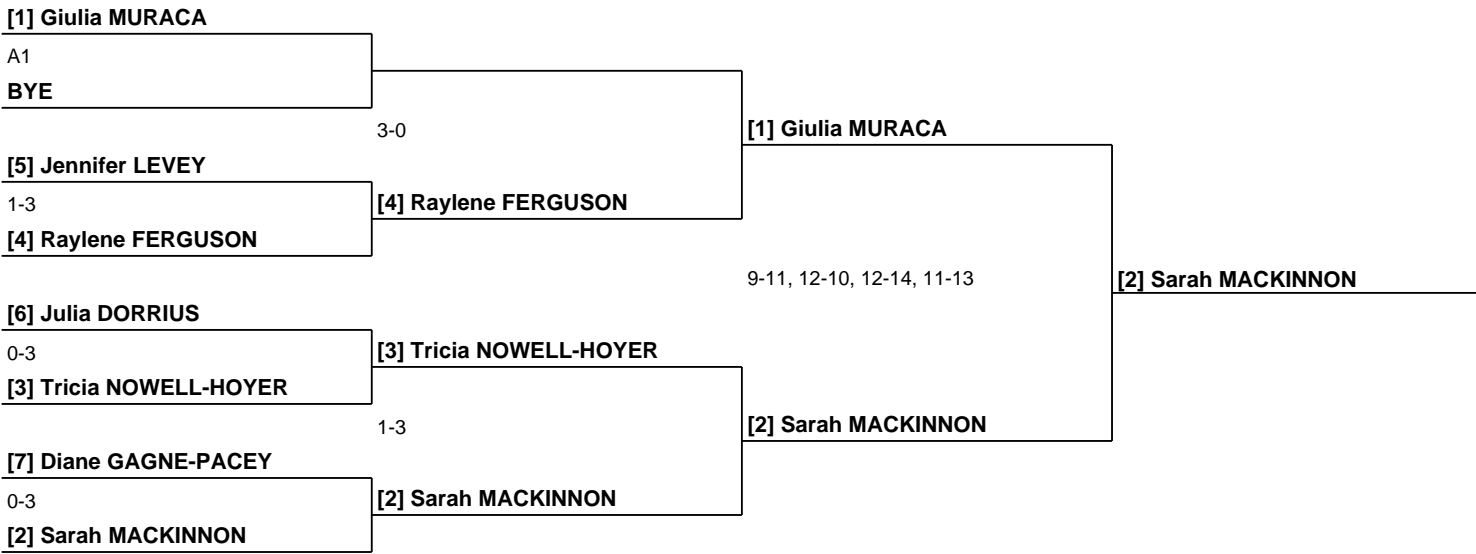 [1] Giulia MURACA
A1
BYE
3-0
[1] Giulia MURACA
[5] Jennifer LEVEY
1-3
[4] Raylene FERGUSON
[4] Raylene FERGUSON
9-11, 12-10, 12-14, 11-13
[2] Sarah MACKINNON
[6] Julia DORRIUS
0-3
[3] Tricia NOWELL-HOYER
[3] Tricia NOWELL-HOYER
1-3
[2] Sarah MACKINNON
[7] Diane GAGNE-PACEY
0-3
[2] Sarah MACKINNON
[2] Sarah MACKINNON